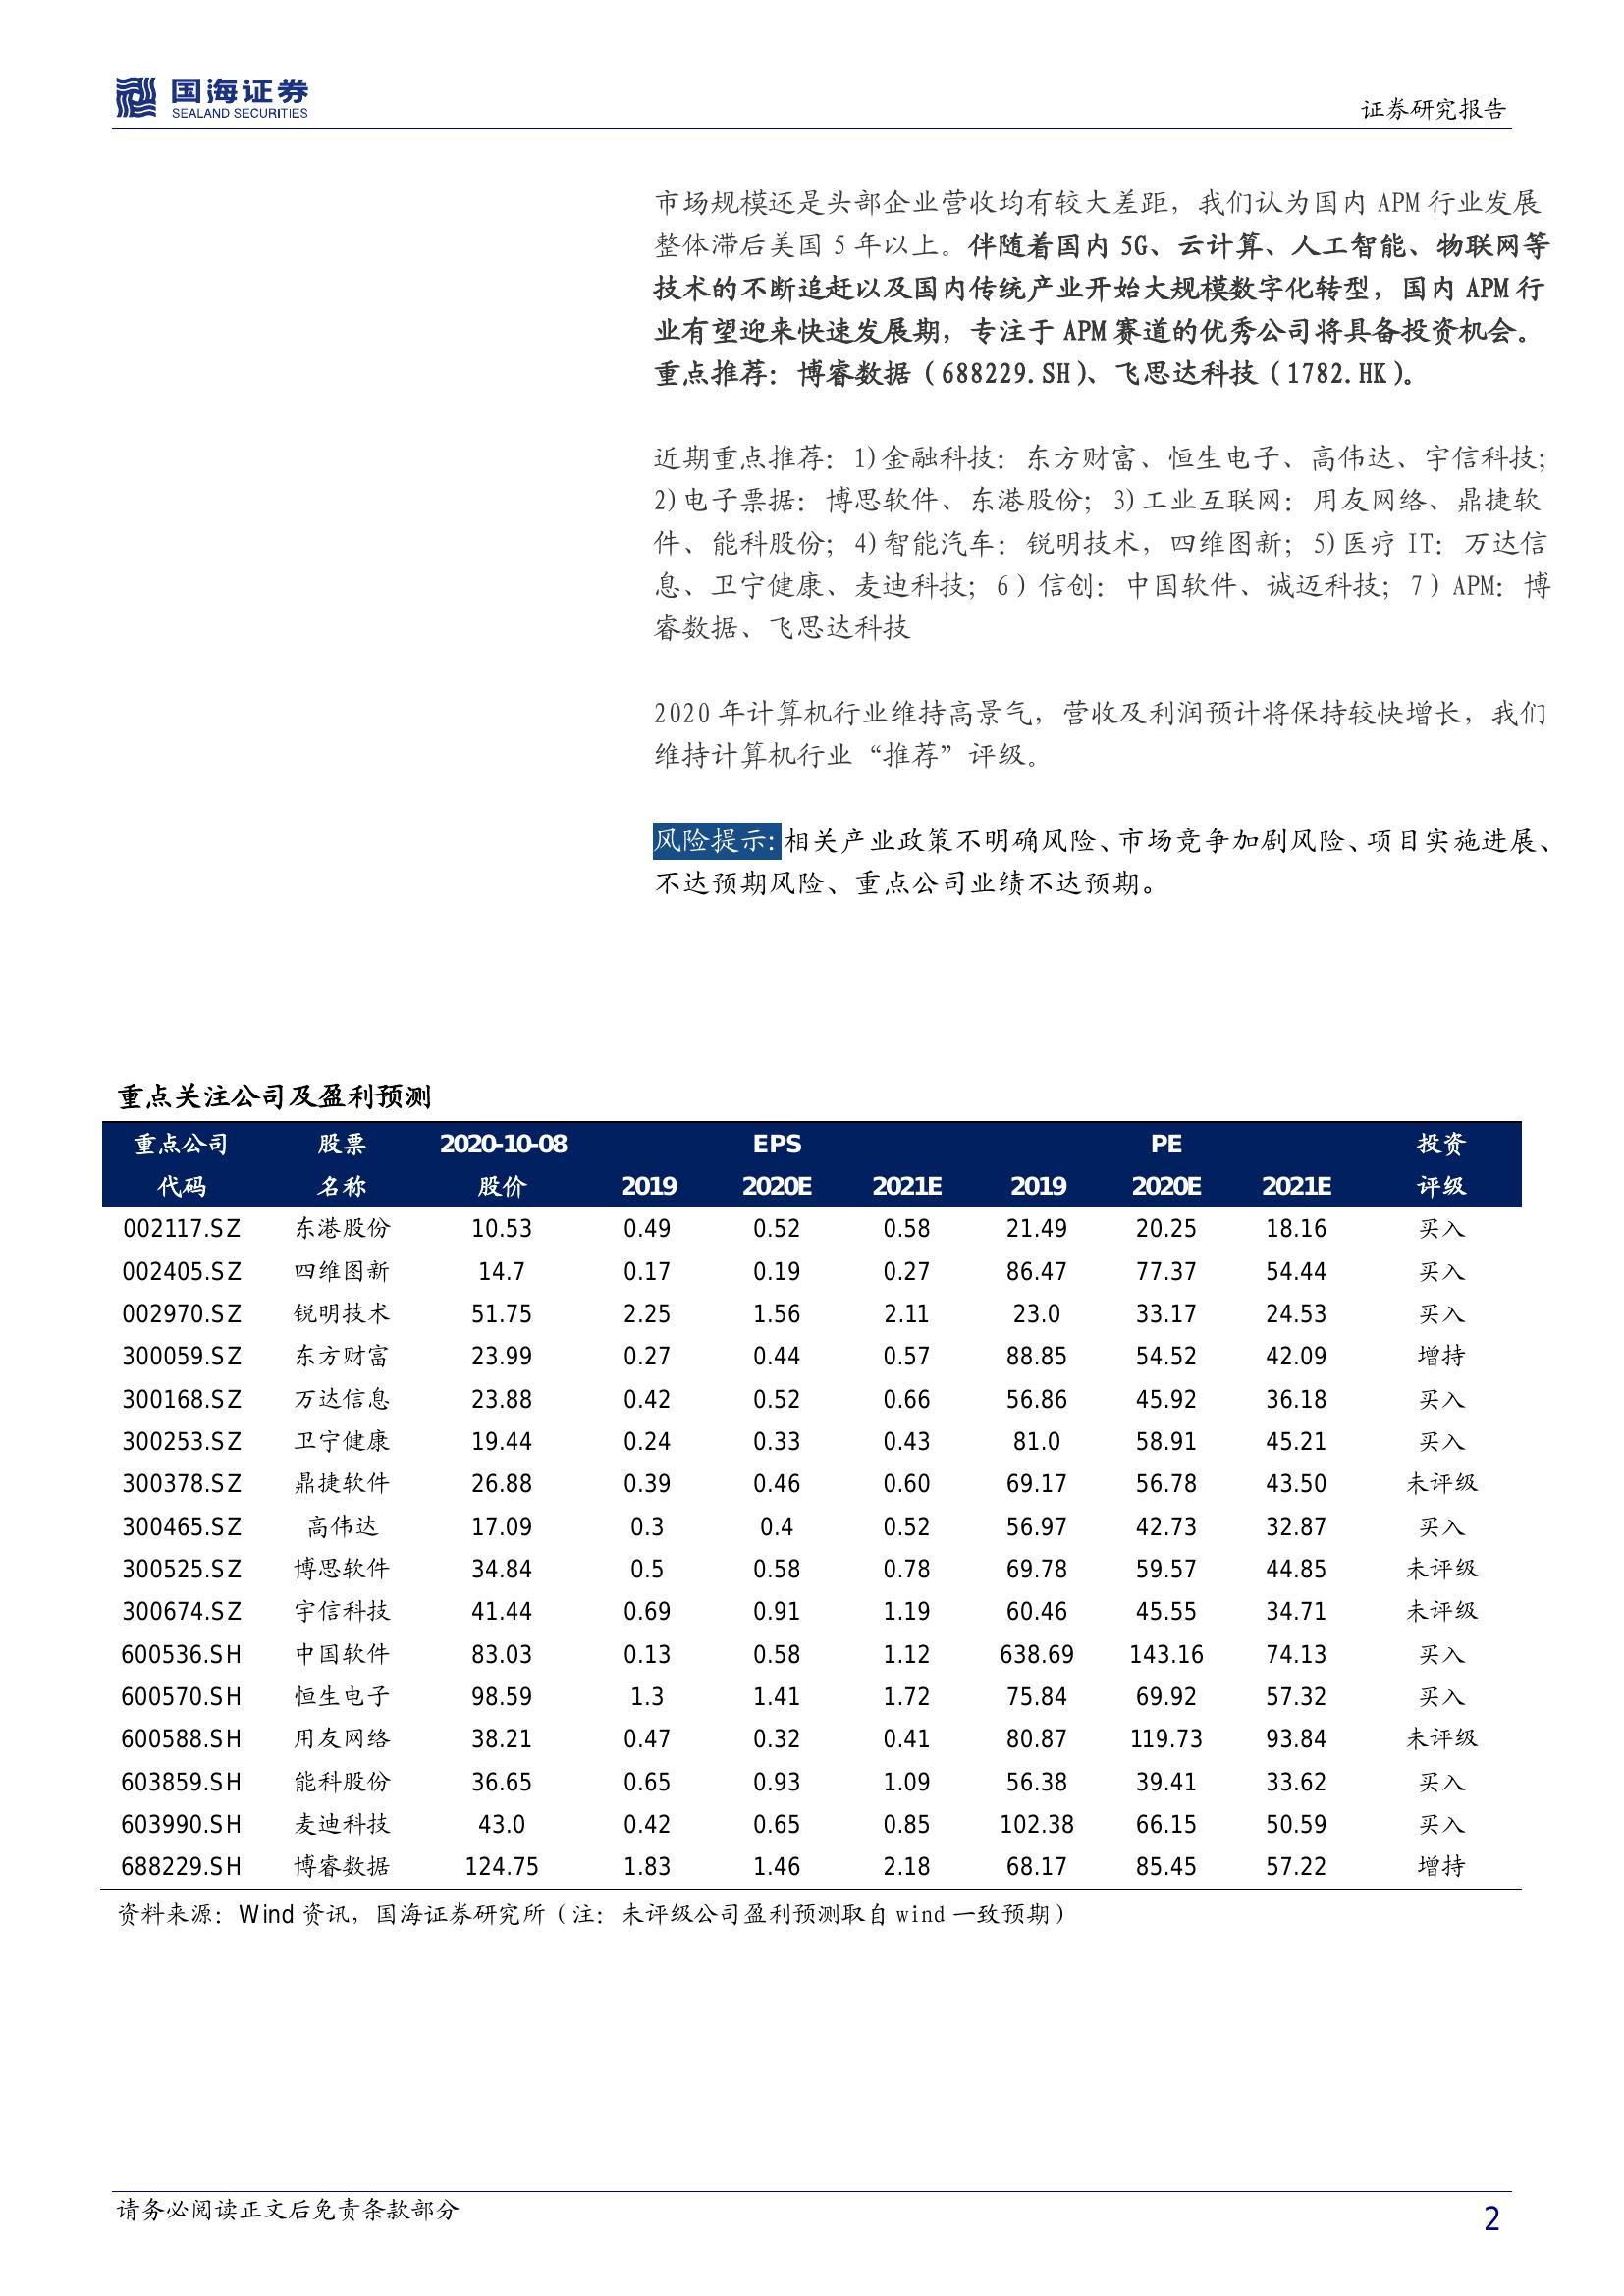 国海证券
SEALAND SECURITIES
证券研究报告
市场规模还是头部企业营收均有较大差距，我们认为国内 APM 行业发展
整体滞后美国 5 年以上。伴随着国内 5G、云计算、人工智能、物联网等
技术的不断追赶以及国内传统产业开始大规模数字化转型，国内 APM 行
业有望迎来快速发展期，专注于 APM 赛道的优秀公司将具备投资机会。
重点推荐：博睿数据（688229.SH）、飞思达科技（1782.HK）。
近期重点推荐：1)金融科技：东方财富、恒生电子、高伟达、宇信科技；
2)电子票据：博思软件、东港股份；3)工业互联网：用友网络、鼎捷软
件、能科股份；4)智能汽车：锐明技术，四维图新；5)医疗 IT：万达信
息、卫宁健康、麦迪科技；6）信创：中国软件、诚迈科技；7）APM：博
睿数据、飞思达科技
2020 年计算机行业维持高景气，营收及利润预计将保持较快增长，我们
维持计算机行业“推荐”评级。
风险提示：相关产业政策不明确风险、市场竞争加剧风险、项目实施进展、
不达预期风险、重点公司业绩不达预期。
重点关注公司及盈利预测
重点公司 股票 2020-10-08 EPS PE 投资
代码 名称 股价 2019 2020E 2021E 2019 2020E 2021E 评级
002117.SZ 东港股份 10.53 0.49 0.52 0.58 21.49 20.25 18.16 买入
002405.SZ 四维图新 14.7 0.17 0.19 0.27 86.47 77.37 54.44 买入
002970.SZ 锐明技术 51.75 2.25 1.56 2.11 23.0 33.17 24.53 买入
300059.SZ 东方财富 23.99 0.27 0.44 0.57 88.85 54.52 42.09 增持
300168.SZ 万达信息 23.88 0.42 0.52 0.66 56.86 45.92 36.18 买入
300253.SZ 卫宁健康 19.44 0.24 0.33 0.43 81.0 58.91 45.21 买入
300378.SZ 鼎捷软件 26.88 0.39 0.46 0.60 69.17 56.78 43.50 未评级
300465.SZ 高伟达 17.09 0.3 0.4 0.52 56.97 42.73 32.87 买入
300525.SZ 博思软件 34.84 0.5 0.58 0.78 69.78 59.57 44.85 未评级
300674.SZ 宇信科技 41.44 0.69 0.91 1.19 60.46 45.55 34.71 未评级
600536.SH 中国软件 83.03 0.13 0.58 1.12 638.69 143.16 74.13 买入
600570.SH 恒生电子 98.59 1.3 1.41 1.72 75.84 69.92 57.32 买入
600588.SH 用友网络 38.21 0.47 0.32 0.41 80.87 119.73 93.84 未评级
603859.SH 能科股份 36.65 0.65 0.93 1.09 56.38 39.41 33.62 买入
603990.SH 麦迪科技 43.0 0.42 0.65 0.85 102.38 66.15 50.59 买入
688229.SH 博睿数据 124.75 1.83 1.46 2.18 68.17 85.45 57.22 增持
资料来源：Wind 资讯，国海证券研究所（注：未评级公司盈利预测取自 wind 一致预期）
请务必阅读正文后免责条款部分
2